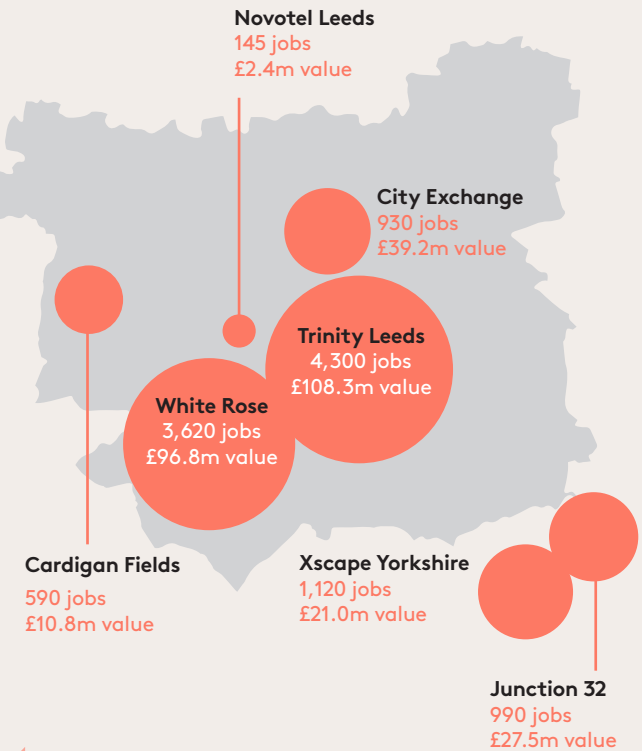 Novotel Leeds
145 jobs
£2.4m value
City Exchange
930 jobs
£39.2m value
Trinity Leeds
4,300 jobs
£108.3m value
White Rose
3,620 jobs
£96.8m value
Cardigan Fields
590 jobs
£10.8m value
Xscape Yorkshire
1,120 jobs
£21.0m value
Junction 32
990 jobs
£27.5m value